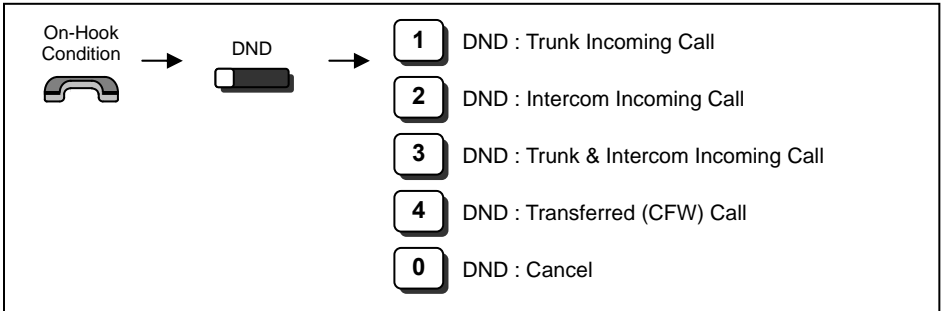 On-Hook
Condition
DND
1 DND : Trunk Incoming Call
2 DND : Intercom Incoming Call
3 DND : Trunk & Intercom Incoming Call
4 DND : Transferred (CFW) Call
0 DND : Cancel